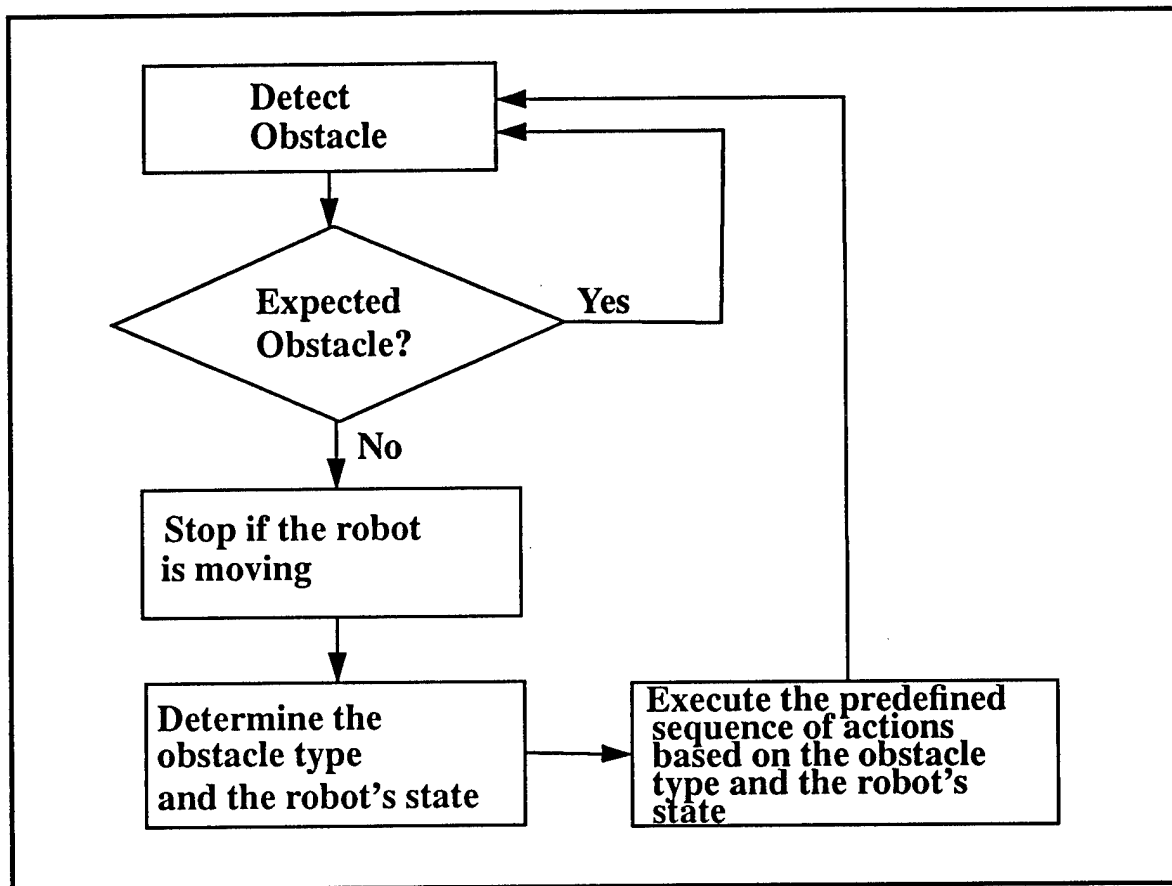 Detect
Obstacle
Expected
Obstacle?
Yes
No
Stop if the robot
is moving
Determine the
obstacle type
and the robot's state
Execute the predefined
sequence of actions
based on the obstacle
type and the robot's
state